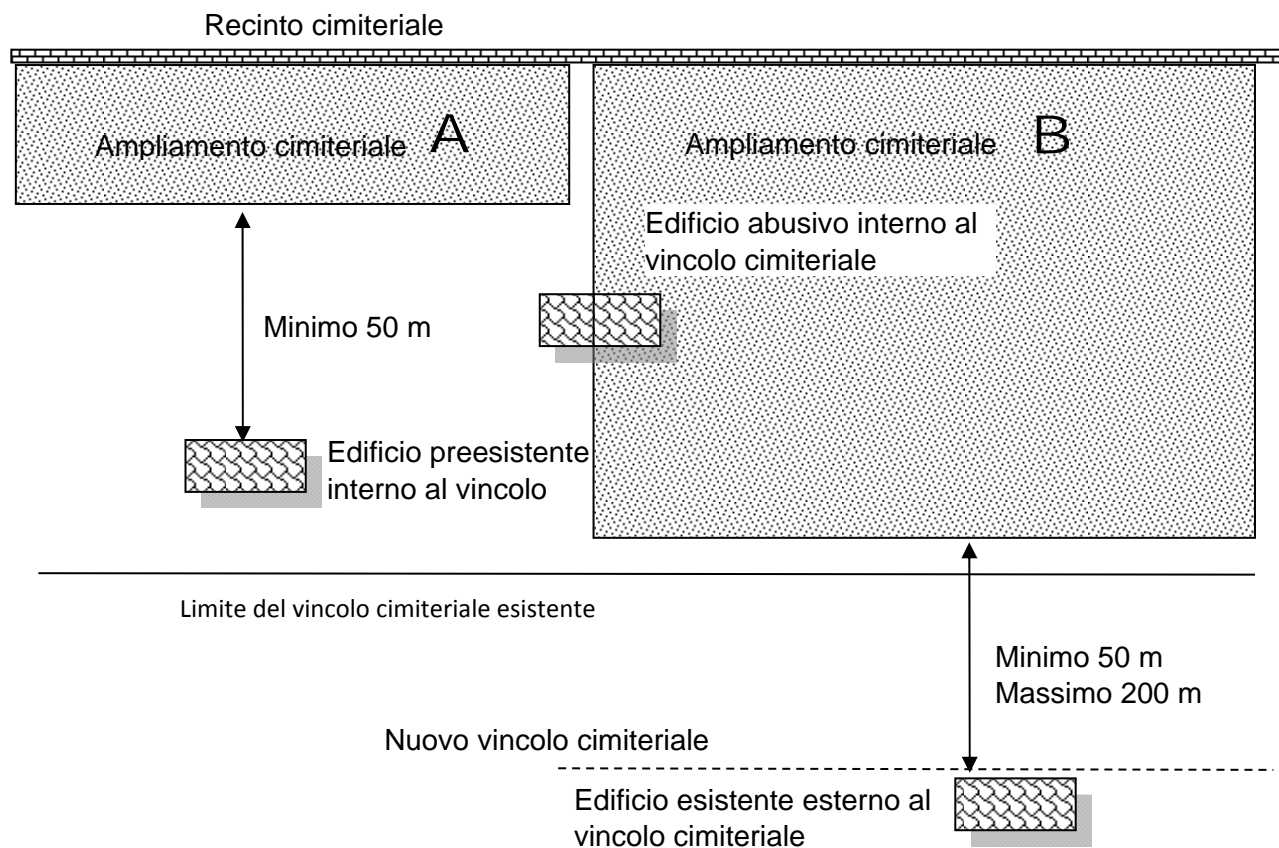 Recinto cimiteriale
Ampliamento cimiteriale A
Ampliamento cimiteriale B
Edificio abusivo interno al
vincolo cimiteriale
Minimo 50 m
Edificio preesistente
interno al vincolo
Limite del vincolo cimiteriale esistente
Minimo 50 m
Massimo 200 m
Nuovo vincolo cimiteriale
Edificio esistente esterno al
vincolo cimiteriale